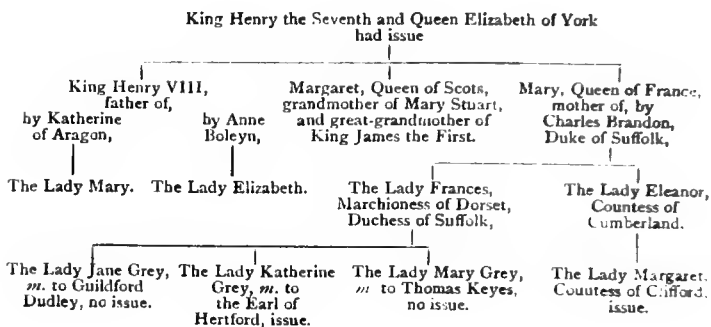 King Henry the Seventh and Queen Elizabeth of York
had issue
King Henry VIII,
father of,
by Katherine
of Aragon,
by Anne
Boleyn,
Margaret, Queen of Scots,
grandmother of Mary Stuart,
and great-grandmother of
King James the First.
Mary, Queen of France,
mother of, by
Charles Brandon,
Duke of Suffolk,
The Lady Mary.
The Lady Elizabeth.
The Lady Frances,
Marchioness of Dorset,
Duchess of Suffolk,
The Lady Eleanor,
Countess of
Cumberland.
The Lady Jane Grey,
m. to Guildford
Dudley, no issue.
The Lady Katherine
Grey, m. to
the Earl of
Hertford, issue.
The Lady Mary Grey,
m to Thomas Keyes,
no issue.
The Lady Margaret,
Countess of Clifford,
issue.